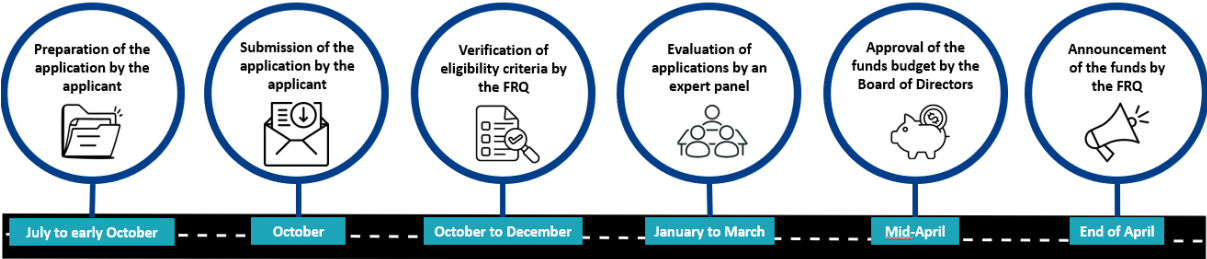 Preparation of the
application by the
applicant
Submission of the
application by the
applicant
Verification of
eligibility criteria by
the FRQ
Evaluation of
applications by an
expert panel
Approval of the
funds budget by the
Board of Directors
Announcement
of the funds by
the FRQ
July to early October
October
October to December
January to March
Mid-April
End of April